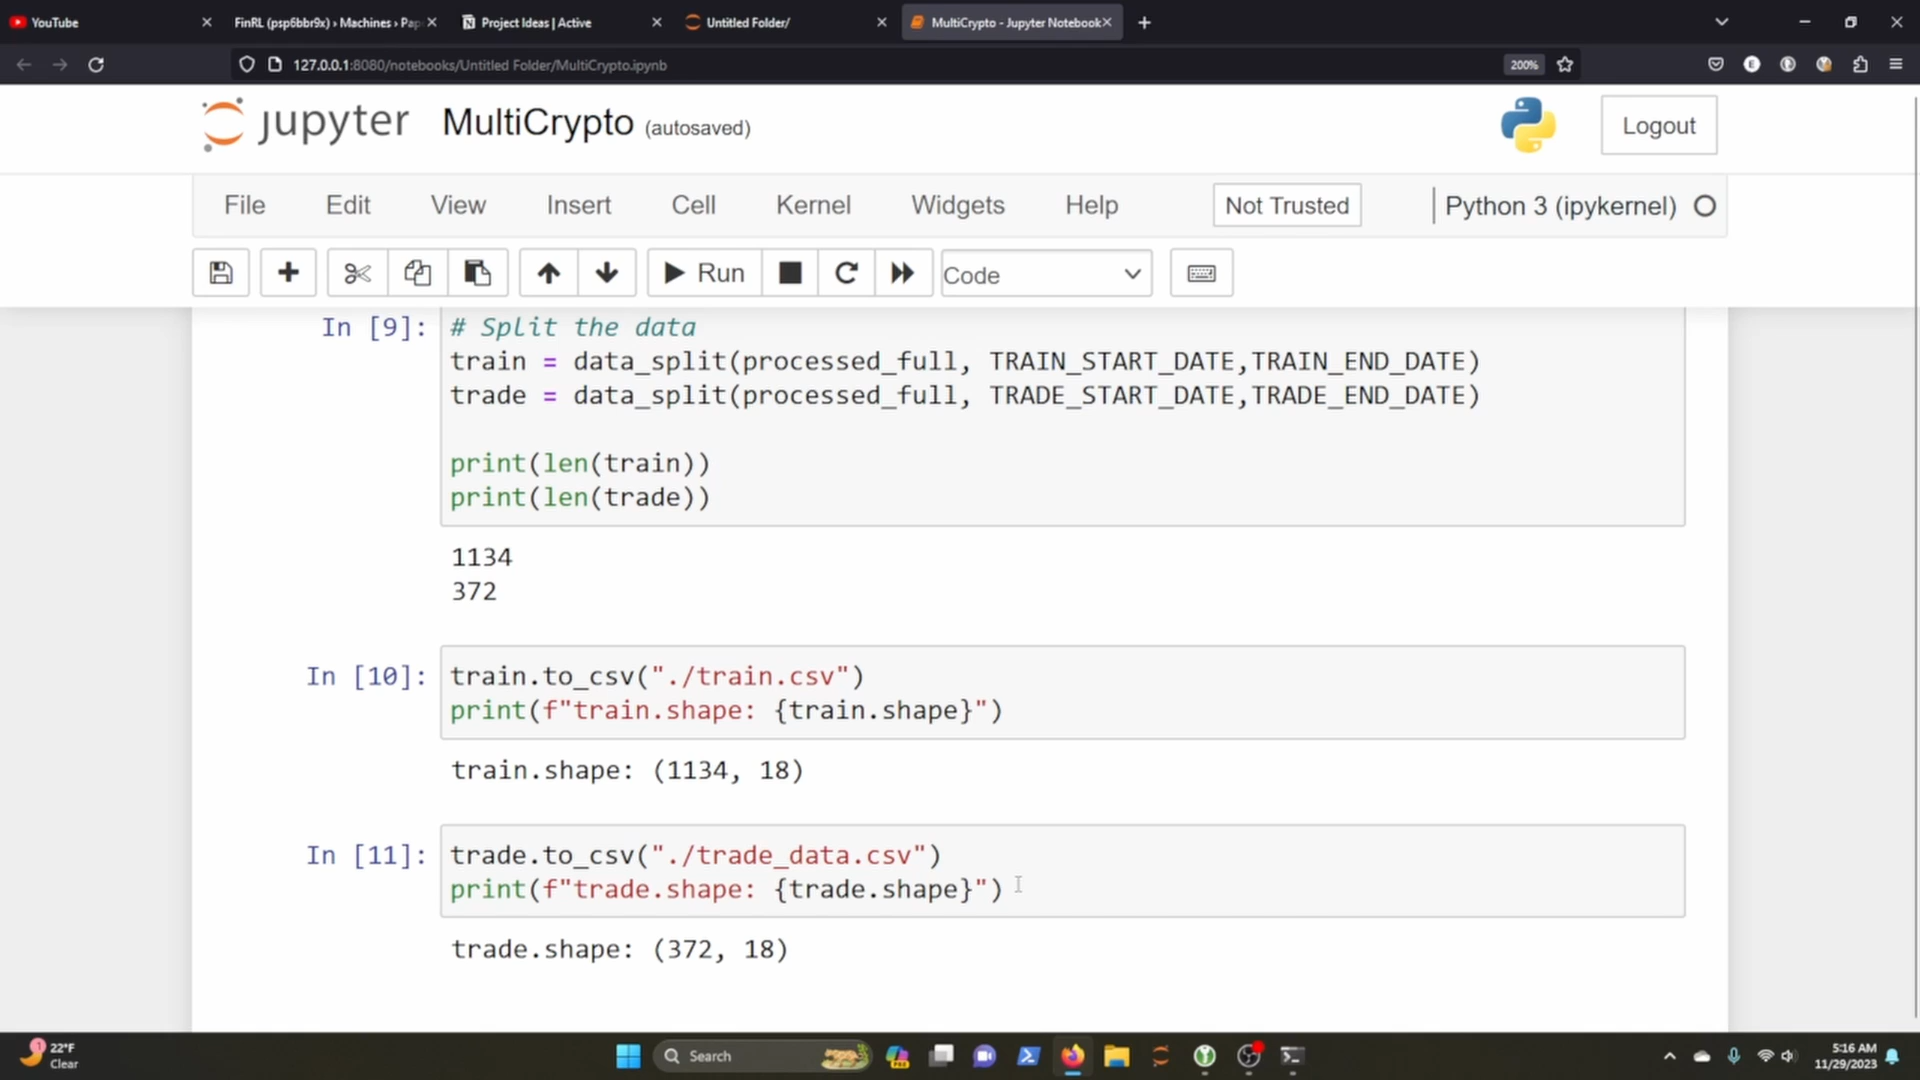 YouTube
FinRL (psp6bbr9x) › Machines › Pap
Project Ideas | Active
Untitled Folder/
MultiCrypto - Jupyter Notebook
127.0.0.1:8080/notebooks/Untitled Folder/MultiCrypto.ipynb
200%
jupyter MultiCrypto (autosaved)
Logout
File Edit View Insert Cell Kernel Widgets Help Not Trusted Python 3 (ipykernel)
Run Code
In [9]: # Split the data
train = data_split(processed_full, TRAIN_START_DATE,TRAIN_END_DATE)
trade = data_split(processed_full, TRADE_START_DATE,TRADE_END_DATE)
print(len(train))
print(len(trade))
1134
372
In [10]: train.to_csv("./train.csv")
print(f"train.shape: {train.shape}")
train.shape: (1134, 18)
In [11]: trade.to_csv("./trade_data.csv")
print(f"trade.shape: {trade.shape}")
trade.shape: (372, 18)
1
22°F
Clear
Search
5:16 AM
11/29/2023